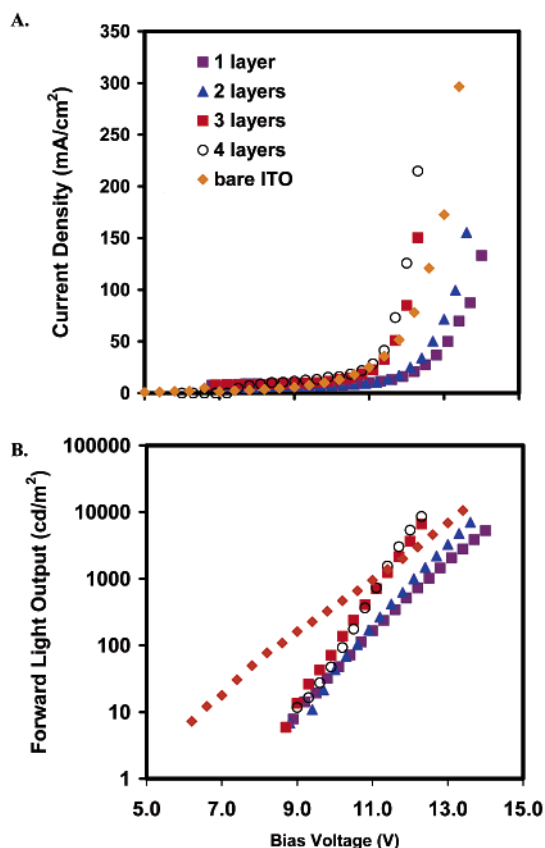 A.
Current Density (mA/cm²)
350
300
250
200
150
100
50
0
1 layer
2 layers
3 layers
4 layers
bare ITO
B.
Forward Light Output (cd/m²)
100000
10000
1000
100
10
1
5.0 7.0 9.0 11.0 13.0 15.0
Bias Voltage (V)